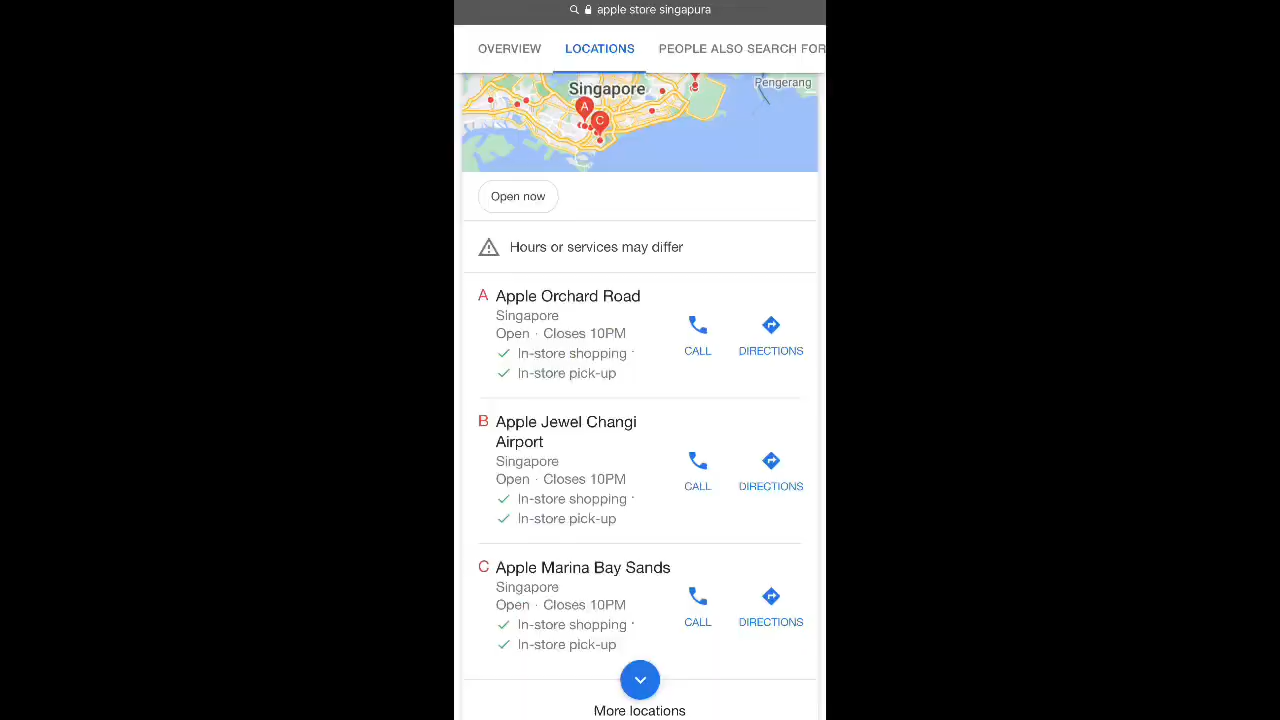 apple store singapura
OVERVIEW LOCATIONS PEOPLE ALSO SEARCH FOR
Pengerang
Singapore
A
C
Open now
Hours or services may differ
A Apple Orchard Road
Singapore
Open · Closes 10PM
In-store shopping ·
In-store pick-up
CALL DIRECTIONS
B Apple Jewel Changi
Airport
Singapore
Open · Closes 10PM
In-store shopping ·
In-store pick-up
CALL DIRECTIONS
C Apple Marina Bay Sands
Singapore
Open · Closes 10PM
In-store shopping ·
In-store pick-up
CALL DIRECTIONS
More locations